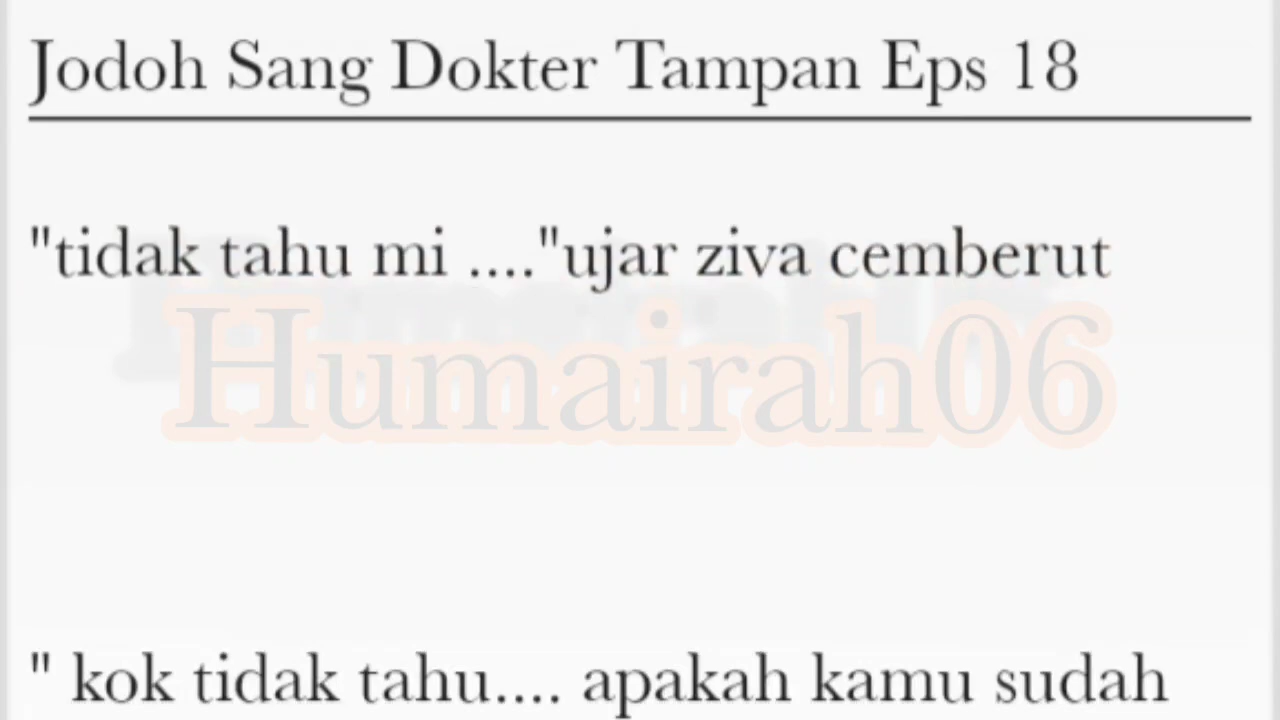 Jodoh Sang Dokter Tampan Eps 18
"tidak tahu mi ...."ujar ziva cemberut
Humairah06
" kok tidak tahu.... apakah kamu sudah